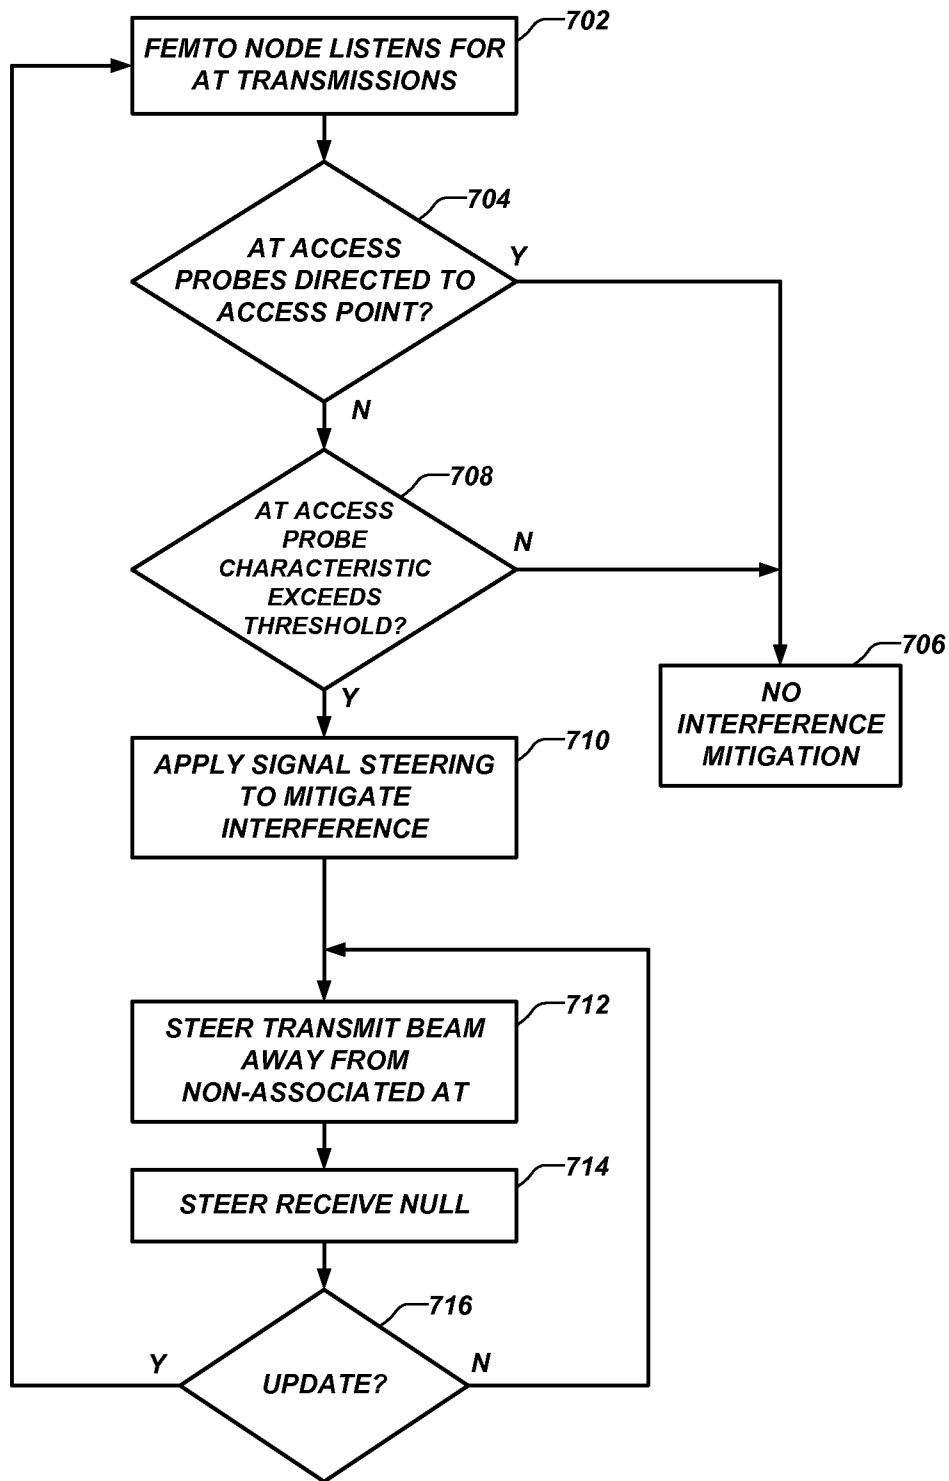 702
FEMTO NODE LISTENS FOR
AT TRANSMISSIONS
704
AT ACCESS
PROBES DIRECTED TO
ACCESS POINT?
Y
N
708
AT ACCESS
PROBE
CHARACTERISTIC
EXCEEDS
THRESHOLD?
N
Y
706
NO
INTERFERENCE
MITIGATION
710
APPLY SIGNAL STEERING
TO MITIGATE
INTERFERENCE
712
STEER TRANSMIT BEAM
AWAY FROM
NON-ASSOCIATED AT
714
STEER RECEIVE NULL
716
Y
UPDATE?
N